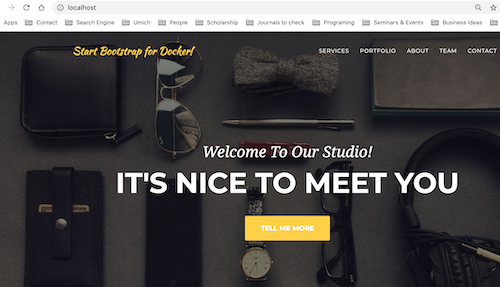 localhost
Apps Contact Search Engine Umich People Scholarship Journals to check Programing Seminars & Events Business Ideas
Start Bootstrap for Docker!
SERVICES PORTFOLIO ABOUT TEAM CONTACT
Welcome To Our Studio!
IT'S NICE TO MEET YOU
TELL ME MORE